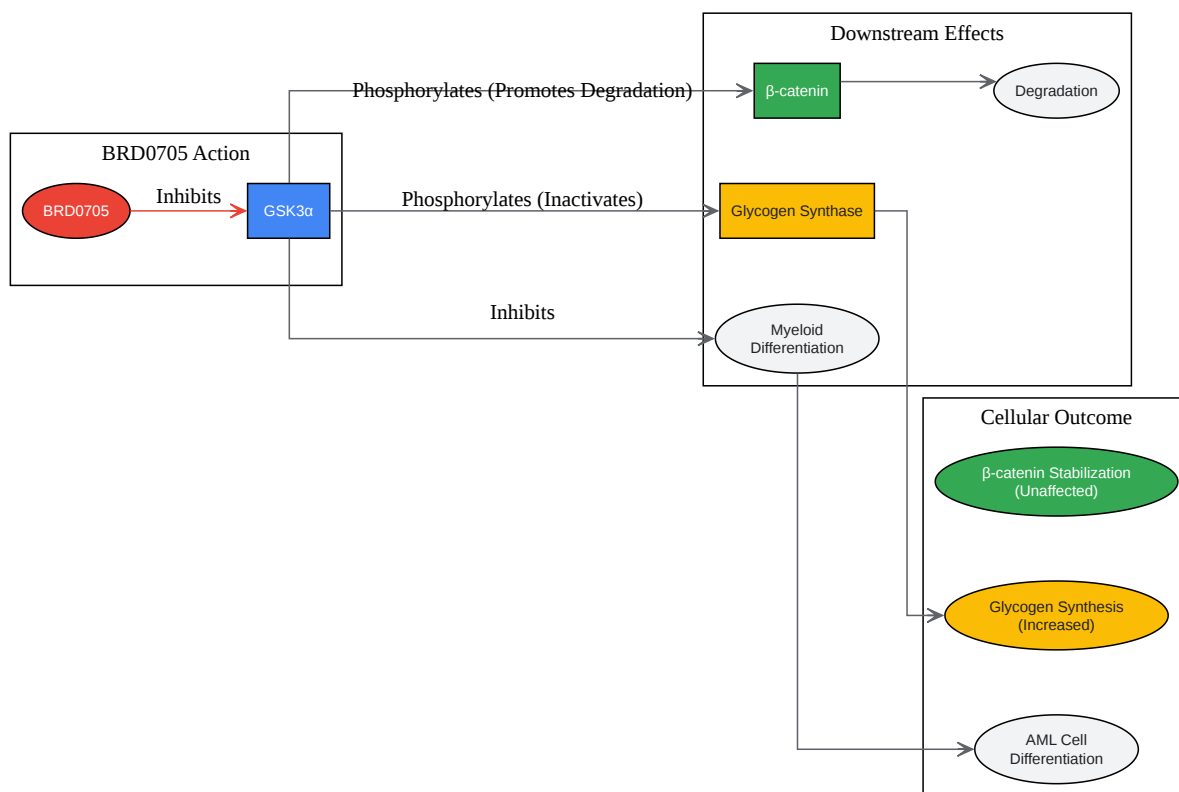 Downstream Effects
Phosphorylates (Promotes Degradation)
β-catenin
Degradation
BRD0705 Action
Inhibits
BRD0705
GSK3α
Phosphorylates (Inactivates)
Glycogen Synthase
Inhibits
Myeloid
Differentiation
Cellular Outcome
β-catenin Stabilization
(Unaffected)
Glycogen Synthesis
(Increased)
AML Cell
Differentiation